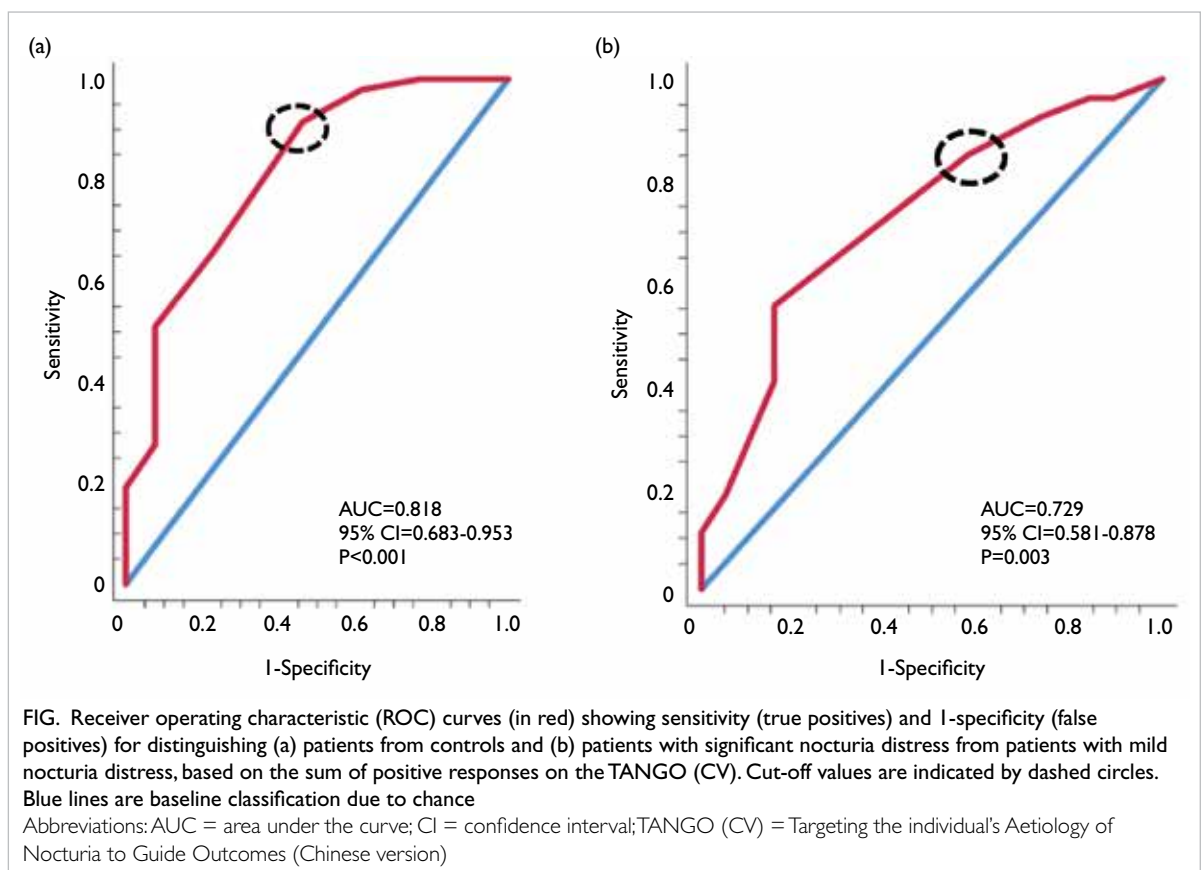 (a)
1.0
0.8
0.6
0.4
0.2
0
Sensitivity
AUC=0.818
95% CI=0.683-0.953
P<0.001
0 0.2 0.4 0.6 0.8 1.0
1-Specificity
(b)
1.0
0.8
0.6
0.4
0.2
0
Sensitivity
AUC=0.729
95% CI=0.581-0.878
P=0.003
0 0.2 0.4 0.6 0.8 1.0
1-Specificity
FIG. Receiver operating characteristic (ROC) curves (in red) showing sensitivity (true positives) and 1-specificity (false
positives) for distinguishing (a) patients from controls and (b) patients with significant nocturia distress from patients with mild
nocturia distress, based on the sum of positive responses on the TANGO (CV). Cut-off values are indicated by dashed circles.
Blue lines are baseline classification due to chance
Abbreviations: AUC = area under the curve; CI = confidence interval; TANGO (CV) = Targeting the individual's Aetiology of
Nocturia to Guide Outcomes (Chinese version)